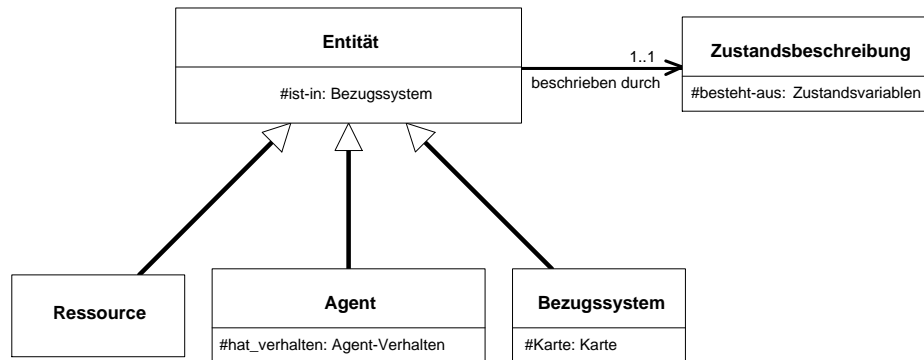 Entität
#ist-in: Bezugssystem
1..1
beschrieben durch
Zustandsbeschreibung
#besteht-aus: Zustandsvariablen
Ressource
Agent
#hat_verhalten: Agent-Verhalten
Bezugssystem
#Karte: Karte